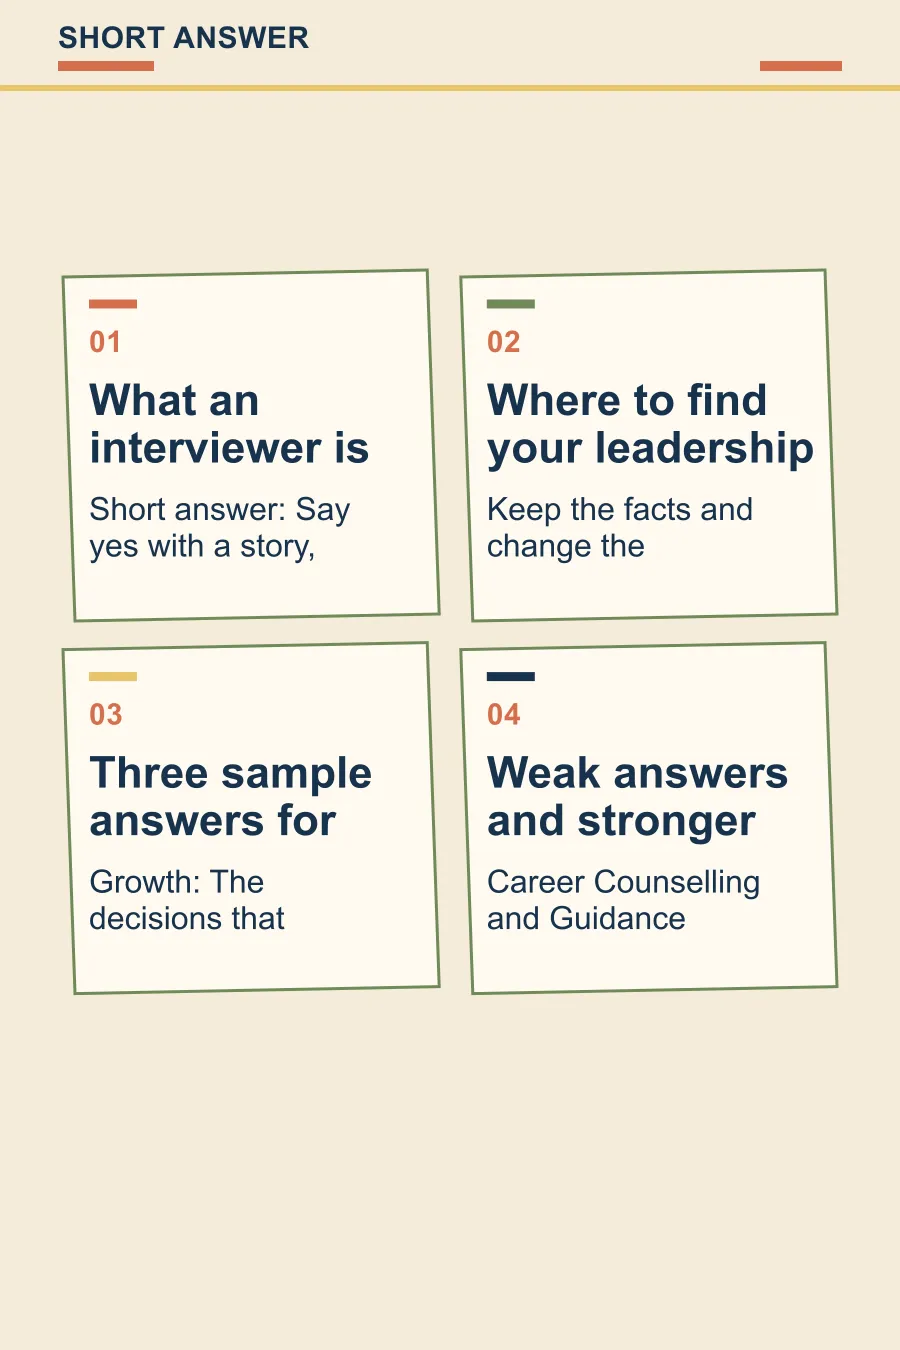 SHORT ANSWER
01
What an
interviewer is
Short answer: Say
yes with a story,
02
Where to find
your leadership
Keep the facts and
change the
03
Three sample
answers for
Growth: The
decisions that
04
Weak answers
and stronger
Career Counselling
and Guidance